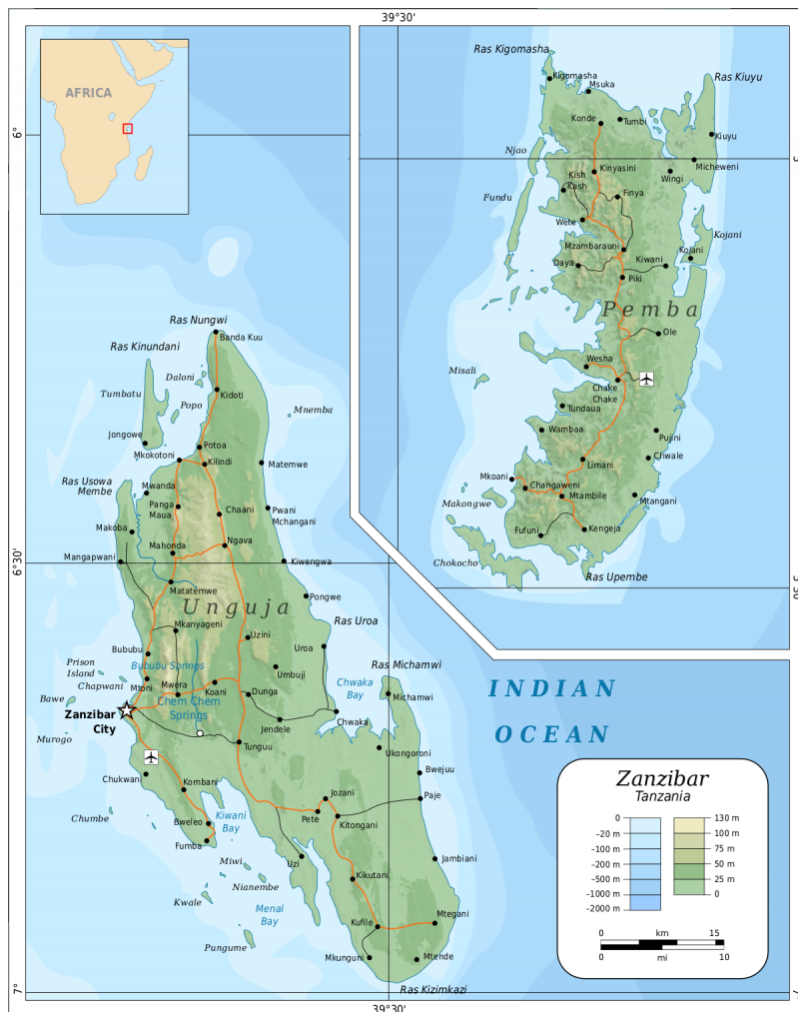 39°30'
AFRICA
6°
6°30'
7°
39°30'
Ras Kigomasha
Kigomasha
Msuka
Ras Kiuyu
Konde
Tumbi
Kiuyu
Njao
Kish
Kash
Kinyasini
Micheweni
Wingi
Fundu
Finya
Wete
Mzambarauni
Kojani
Kojani
Daya
Kiwani
Piki
Pemba
Ole
Misali
Wesha
Chake
Chake
Tundaua
Wambaa
Pujini
Limani
Chwale
Mkoani
Changaweni
Mtambile
Mtangani
Makongwe
Fufuni
Kengeja
Chokocho
Ras Upembe
Ras Nungwi
Banda Kuu
Ras Kinundani
Daloni
Tumbatu
Kidoti
Popo
Mnemba
Jongowe
Potoa
Mkokotoni
Kilindi
Matemwe
Ras Usowa
Membe
Mwanda
Panga
Maua
Chaani
Pwani
Mchangani
Makoba
Mahonda
Ngava
Mangapwani
Kiwengwa
Matatemwe
Unguja
Pongwe
Mkanyageni
Uzini
Ras Uroa
Bububu
Uroa
Bububu Springs
Prison
Island
Umbuji
Chapwani
Mtoni
Mwera
Koani
Dunga
Chwaka
Bay
Ras Michamwi
Michamwi
Bawe
Chem Chem
Springs
Zanzibar
City
Jendele
Chwaka
Murogo
Tunguu
Ukongoroni
Chukwani
Bwejuu
Kombani
Jozani
Paje
Chumbe
Bweleo
Kiwani
Bay
Pete
Kitongani
Fumba
Miwi
Uzi
Jambiani
Nianembe
Kikutani
Kwale
Menai
Bay
Kufile
Mtegani
Pungume
Mkunguni
Mtende
Ras Kizimkazi
INDIAN
OCEAN
Zanzibar
Tanzania
0
-20 m
-100 m
-200 m
-500 m
-1000 m
-2000 m
130 m
100 m
75 m
50 m
25 m
0
0 km 15
0 mi 10